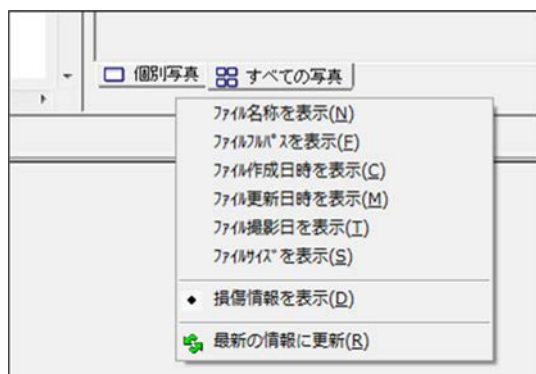 個別写真 すべての写真
ﾌｧｲﾙ名称を表示(N)
ﾌｧｲﾙﾌﾙﾊﾟｽを表示(F)
ﾌｧｲﾙ作成日時を表示(C)
ﾌｧｲﾙ更新日時を表示(M)
ﾌｧｲﾙ撮影日を表示(T)
ﾌｧｲﾙｻｲｽﾞを表示(S)
損傷情報を表示(D)
最新の情報に更新(R)